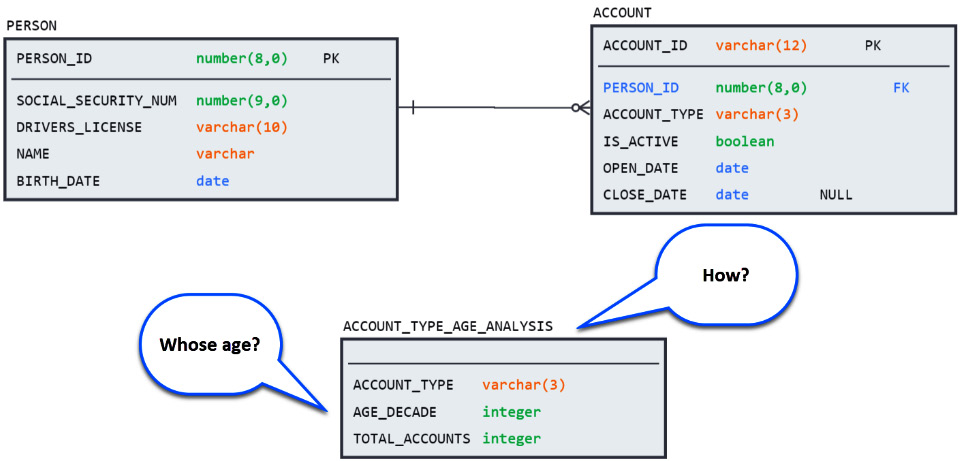 PERSON
PERSON_ID number(8,0) PK
SOCIAL_SECURITY_NUM number(9,0)
DRIVERS_LICENSE varchar(10)
NAME varchar
BIRTH_DATE date
ACCOUNT
ACCOUNT_ID varchar(12) PK
PERSON_ID number(8,0) FK
ACCOUNT_TYPE varchar(3)
IS_ACTIVE boolean
OPEN_DATE date
CLOSE_DATE date NULL
How?
Whose age?
ACCOUNT_TYPE_AGE_ANALYSIS
ACCOUNT_TYPE varchar(3)
AGE_DECADE integer
TOTAL_ACCOUNTS integer